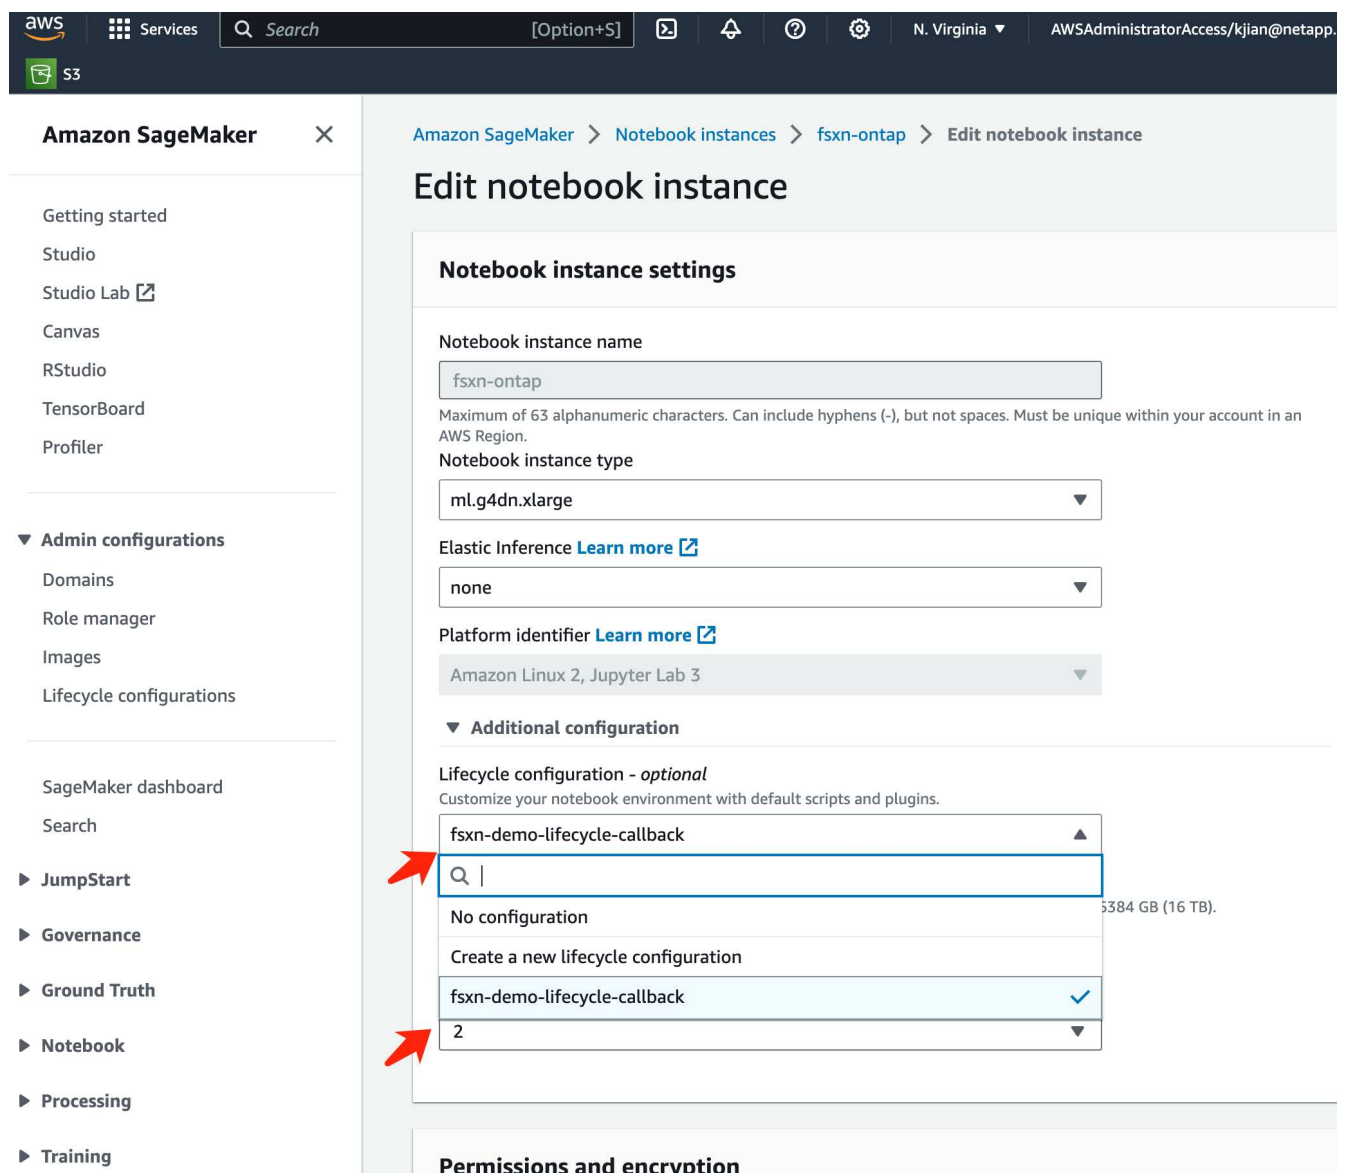 aws Services Search [Option+S] N. Virginia AWSAdministratorAccess/kjian@netapp.
S3
Amazon SageMaker
Getting started
Studio
Studio Lab
Canvas
RStudio
TensorBoard
Profiler
Admin configurations
Domains
Role manager
Images
Lifecycle configurations
SageMaker dashboard
Search
JumpStart
Governance
Ground Truth
Notebook
Processing
Training
Amazon SageMaker > Notebook instances > fsxn-ontap > Edit notebook instance
Edit notebook instance
Notebook instance settings
Notebook instance name
fsxn-ontap
Maximum of 63 alphanumeric characters. Can include hyphens (-), but not spaces. Must be unique within your account in an
AWS Region.
Notebook instance type
ml.g4dn.xlarge
Elastic Inference Learn more
none
Platform identifier Learn more
Amazon Linux 2, Jupyter Lab 3
Additional configuration
Lifecycle configuration - optional
Customize your notebook environment with default scripts and plugins.
fsxn-demo-lifecycle-callback
384 GB (16 TB).
No configuration
Create a new lifecycle configuration
fsxn-demo-lifecycle-callback
2
Permissions and encryption